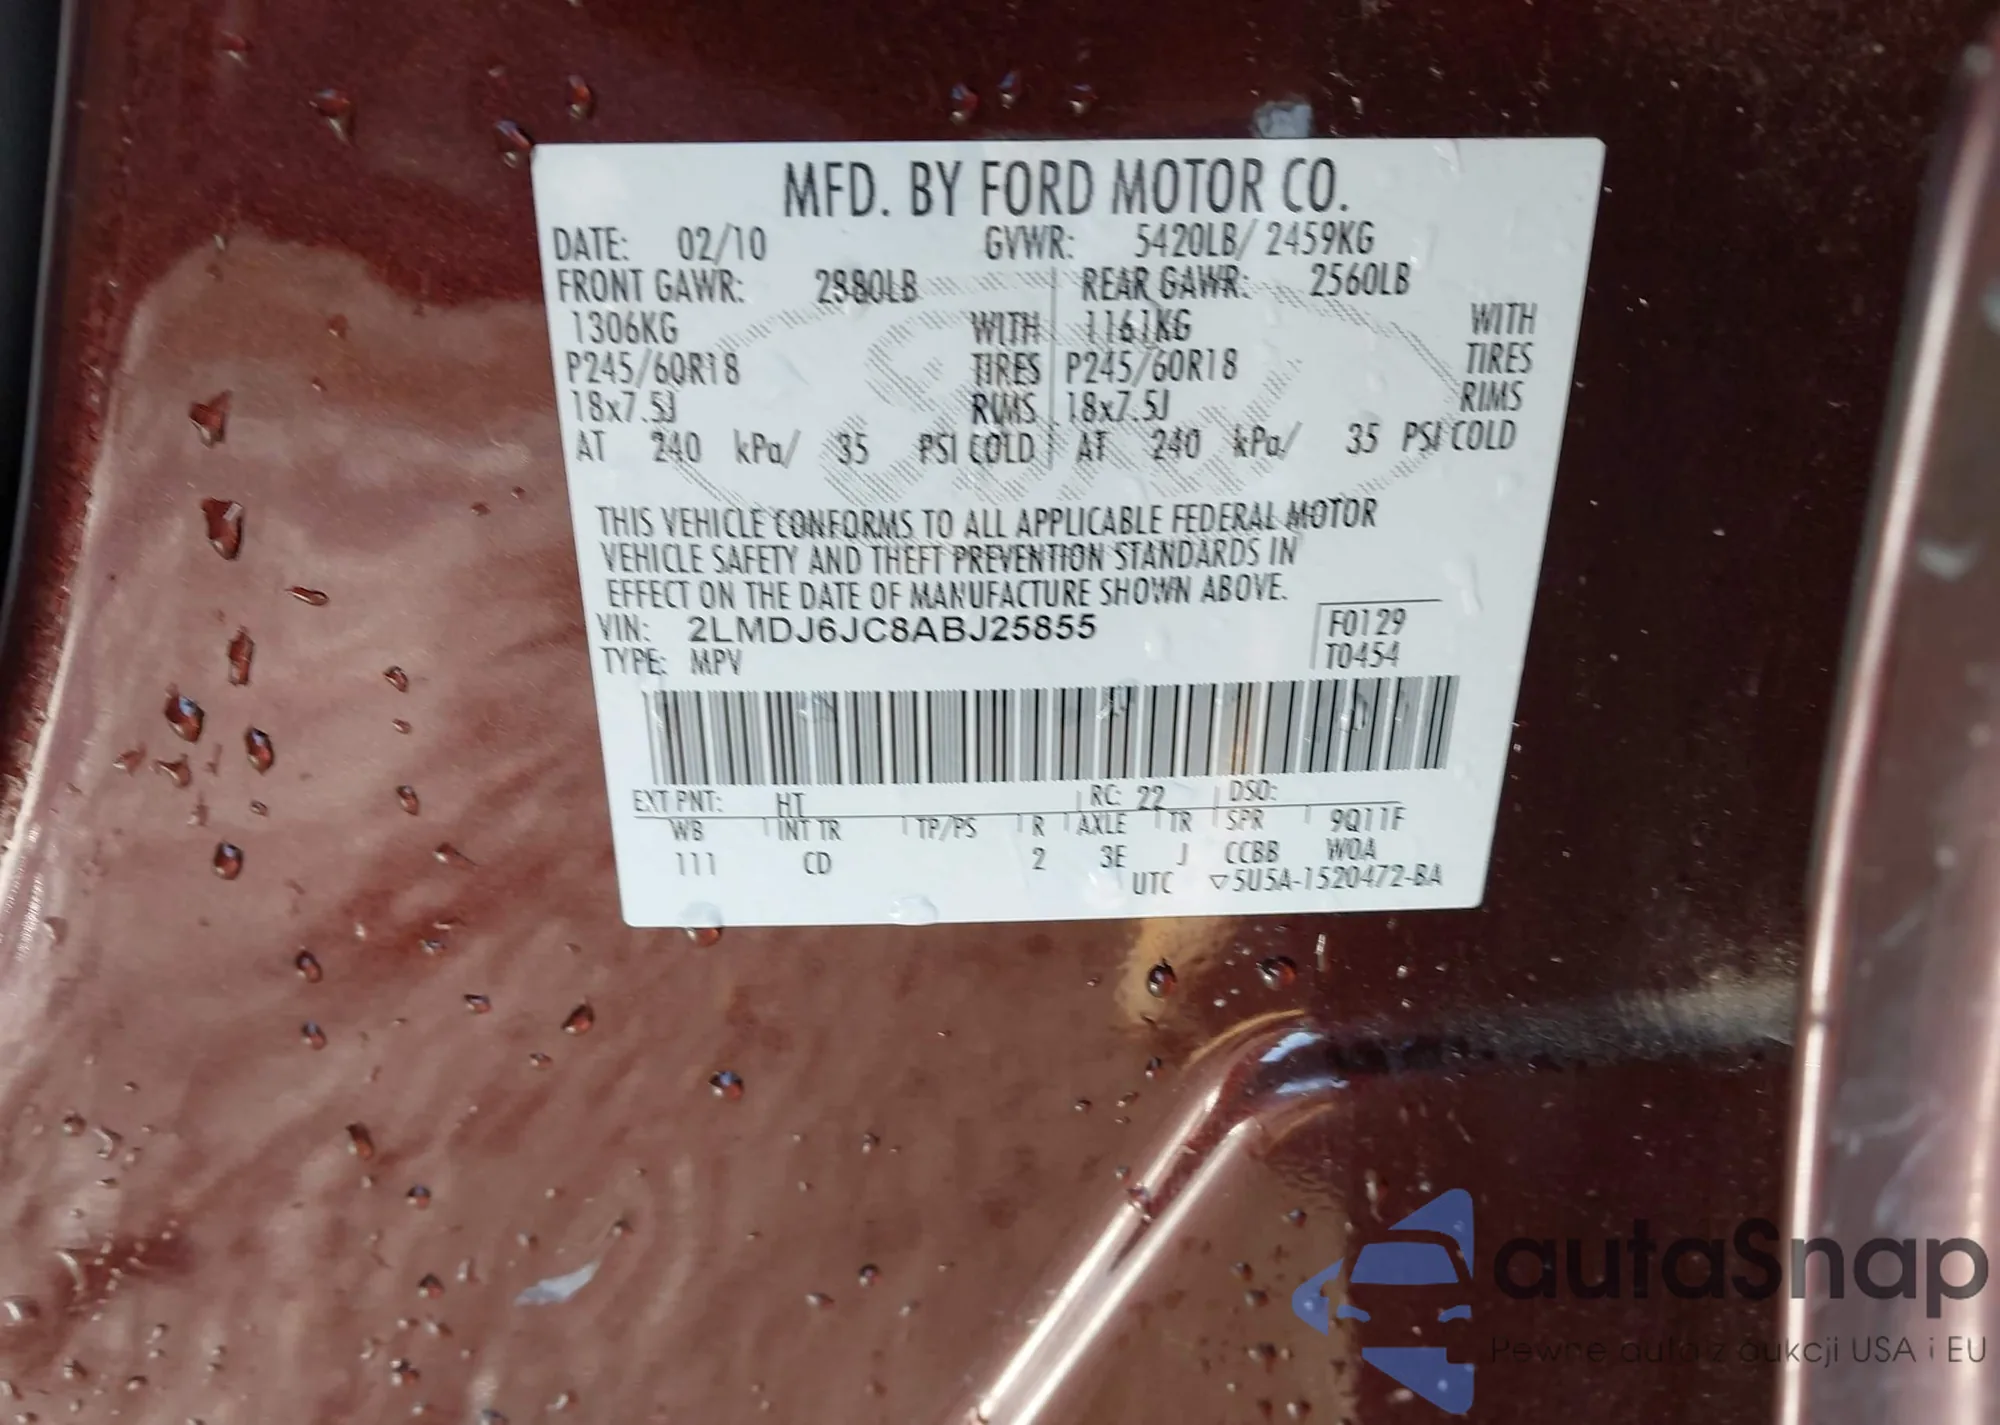 MFD. BY FORD MOTOR CO.
DATE: 02/10 GVWR: 5420LB/ 2459KG
FRONT GAWR: 2880LB REAR GAWR: 2560LB
1306KG WITH 1161KG WITH
P245/60R18 TIRES P245/60R18 TIRES
18x7.5J RIMS 18x7.5J RIMS
AT 240 kPa/ 35 PSI COLD AT 240 kPa/ 35 PSI COLD
THIS VEHICLE CONFORMS TO ALL APPLICABLE FEDERAL MOTOR
VEHICLE SAFETY AND THEFT PREVENTION STANDARDS IN
EFFECT ON THE DATE OF MANUFACTURE SHOWN ABOVE.
VIN: 2LMDJ6JC8ABJ25855 F0129
TYPE: MPV T0454
EXT PNT: HT RC: 22 DSO:
WB INT TR TP/PS R AXLE TR SPR 9Q11F
111 CD 2 3E J CCBB WOA
UTC ▽5U5A-1520472-BA
autaSnap
Pewne auta z aukcji USA i EU